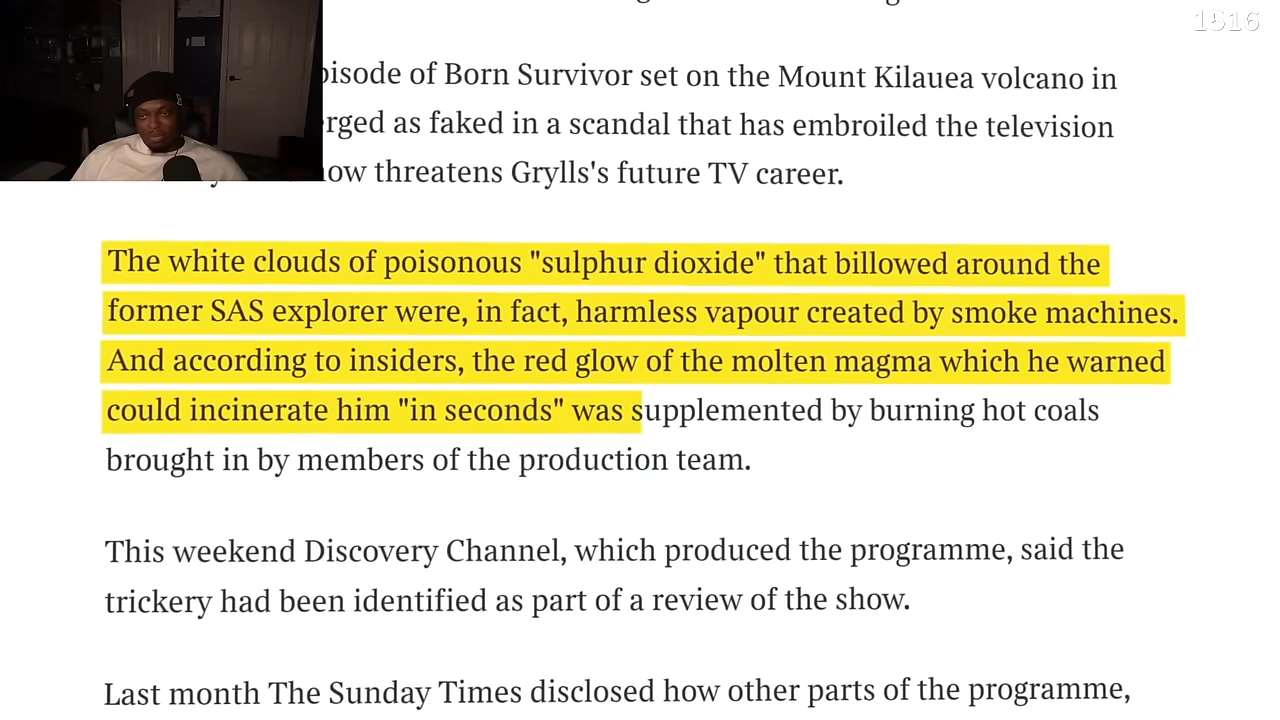 1516
pisode of Born Survivor set on the Mount Kilauea volcano in
erged as faked in a scandal that has embroiled the television
now threatens Grylls's future TV career.
The white clouds of poisonous "sulphur dioxide" that billowed around the
former SAS explorer were, in fact, harmless vapour created by smoke machines.
And according to insiders, the red glow of the molten magma which he warned
could incinerate him "in seconds" was supplemented by burning hot coals
brought in by members of the production team.
This weekend Discovery Channel, which produced the programme, said the
trickery had been identified as part of a review of the show.
Last month The Sunday Times disclosed how other parts of the programme,